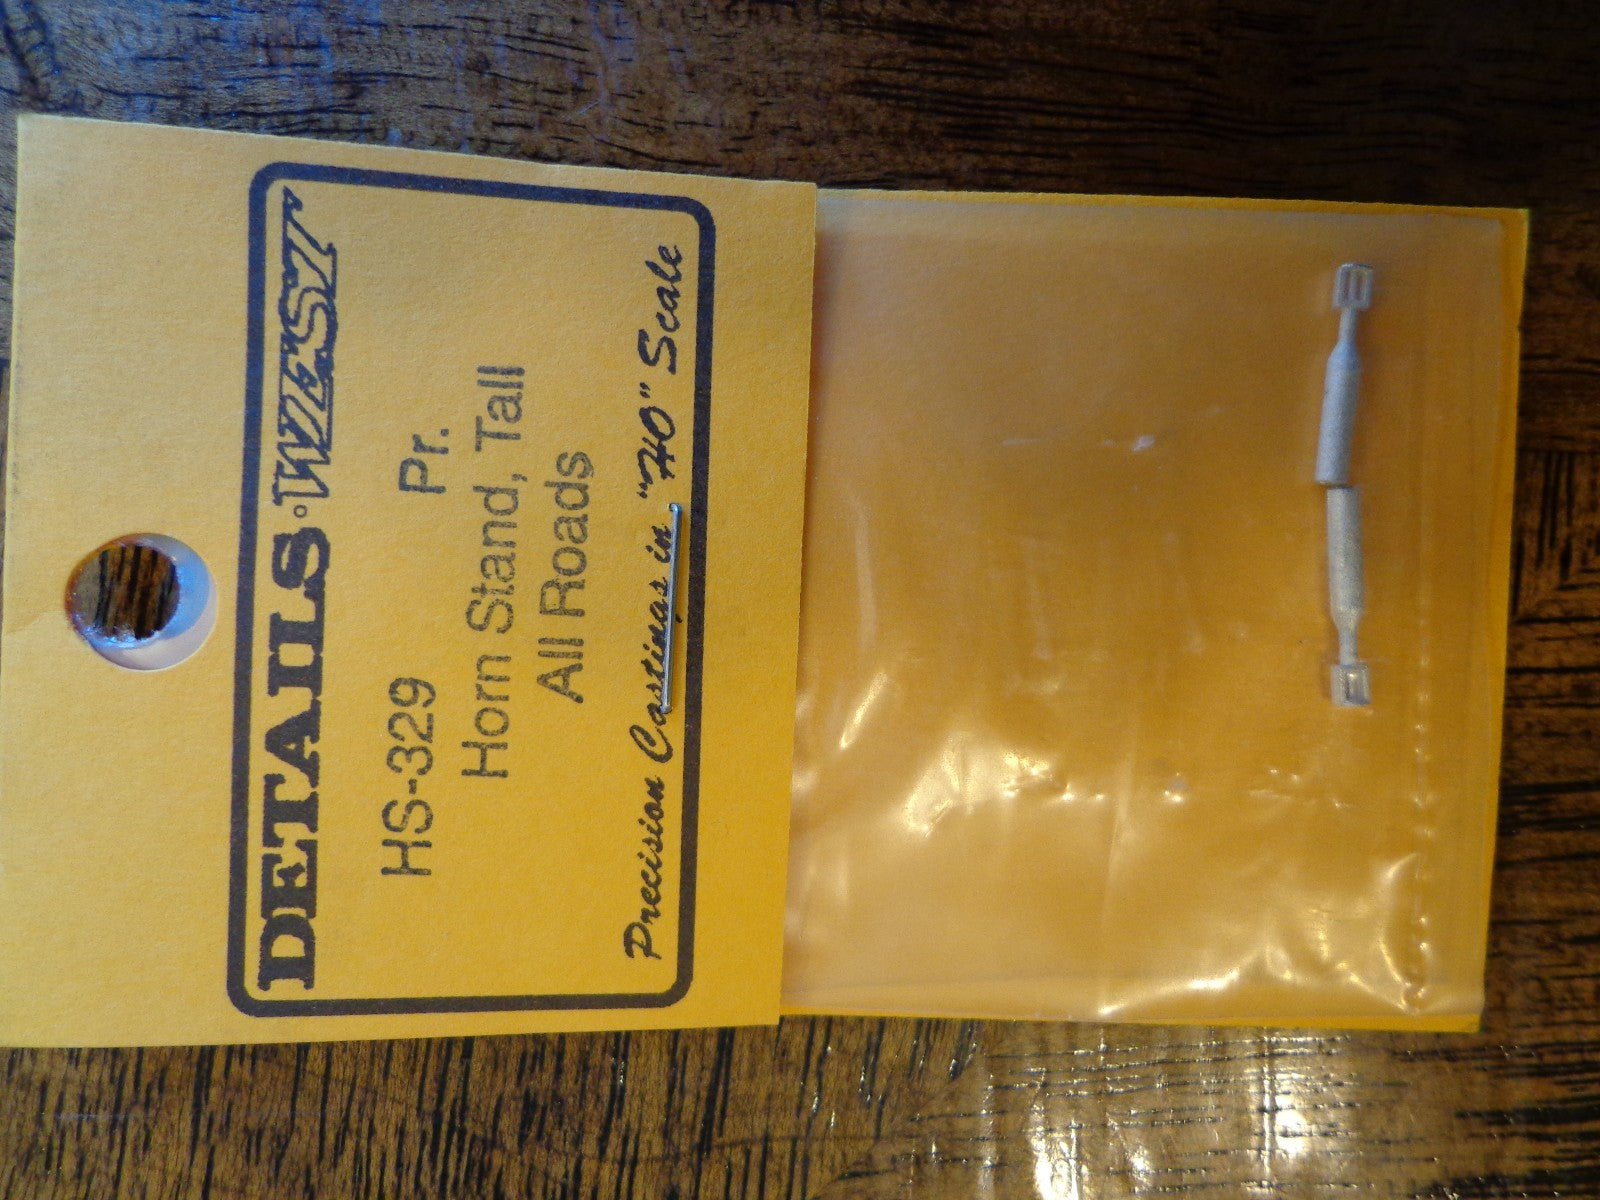 DETAILS·WEST
HS-329 Pr.
Horn Stand, Tall
All Roads
Precision Castings in "HO" Scale